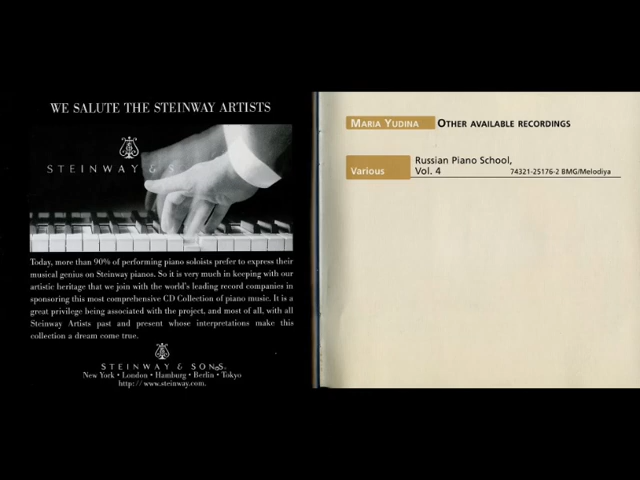 WE SALUTE THE STEINWAY ARTISTS
STEINWAY & S
Today, more than 90% of performing piano soloists prefer to express their
musical genius on Steinway pianos. So it is very much in keeping with our
artistic heritage that we join with the world's leading record companies in
sponsoring this most comprehensive CD Collection of piano music. It is a
great privilege being associated with the project, and most of all, with all
Steinway Artists past and present whose interpretations make this
collection a dream come true.
STEINWAY & SONS
New York • London • Hamburg • Berlin • Tokyo
http://www.steinway.com.
MARIA YUDINA OTHER AVAILABLE RECORDINGS
Various
Russian Piano School,
Vol. 4 74321-25176-2 BMG/Melodiya